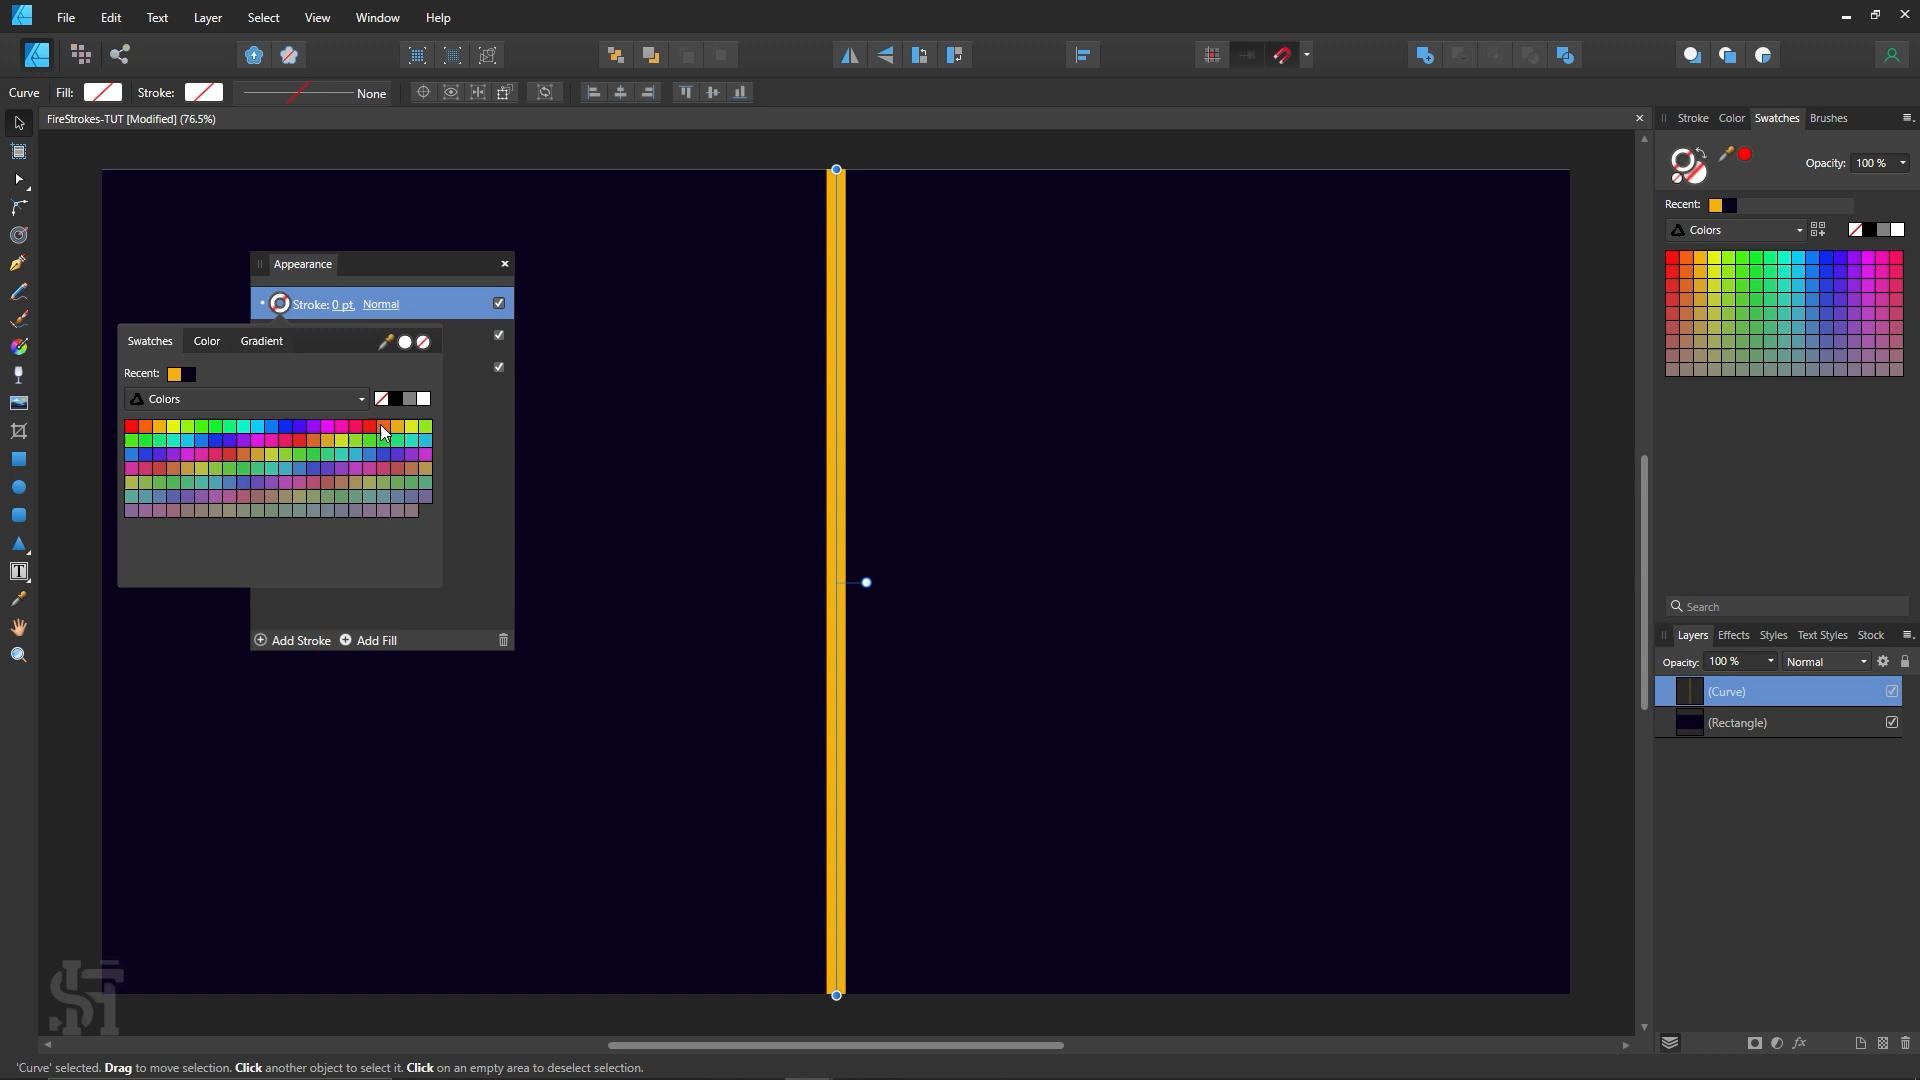 File Edit Text Layer Select View Window Help
Curve Fill: Stroke: None
FireStrokes-TUT [Modified] (76.5%)
Stroke Color Swatches Brushes
Opacity: 100 %
Recent:
Colors
Appearance
Stroke: 0 pt, Normal
Swatches Color Gradient
Recent:
Colors
Add Stroke Add Fill
Search
Layers Effects Styles Text Styles Stock
Opacity: 100 % Normal
(Curve)
(Rectangle)
'Curve' selected. Drag to move selection. Click another object to select it. Click on an empty area to deselect selection.